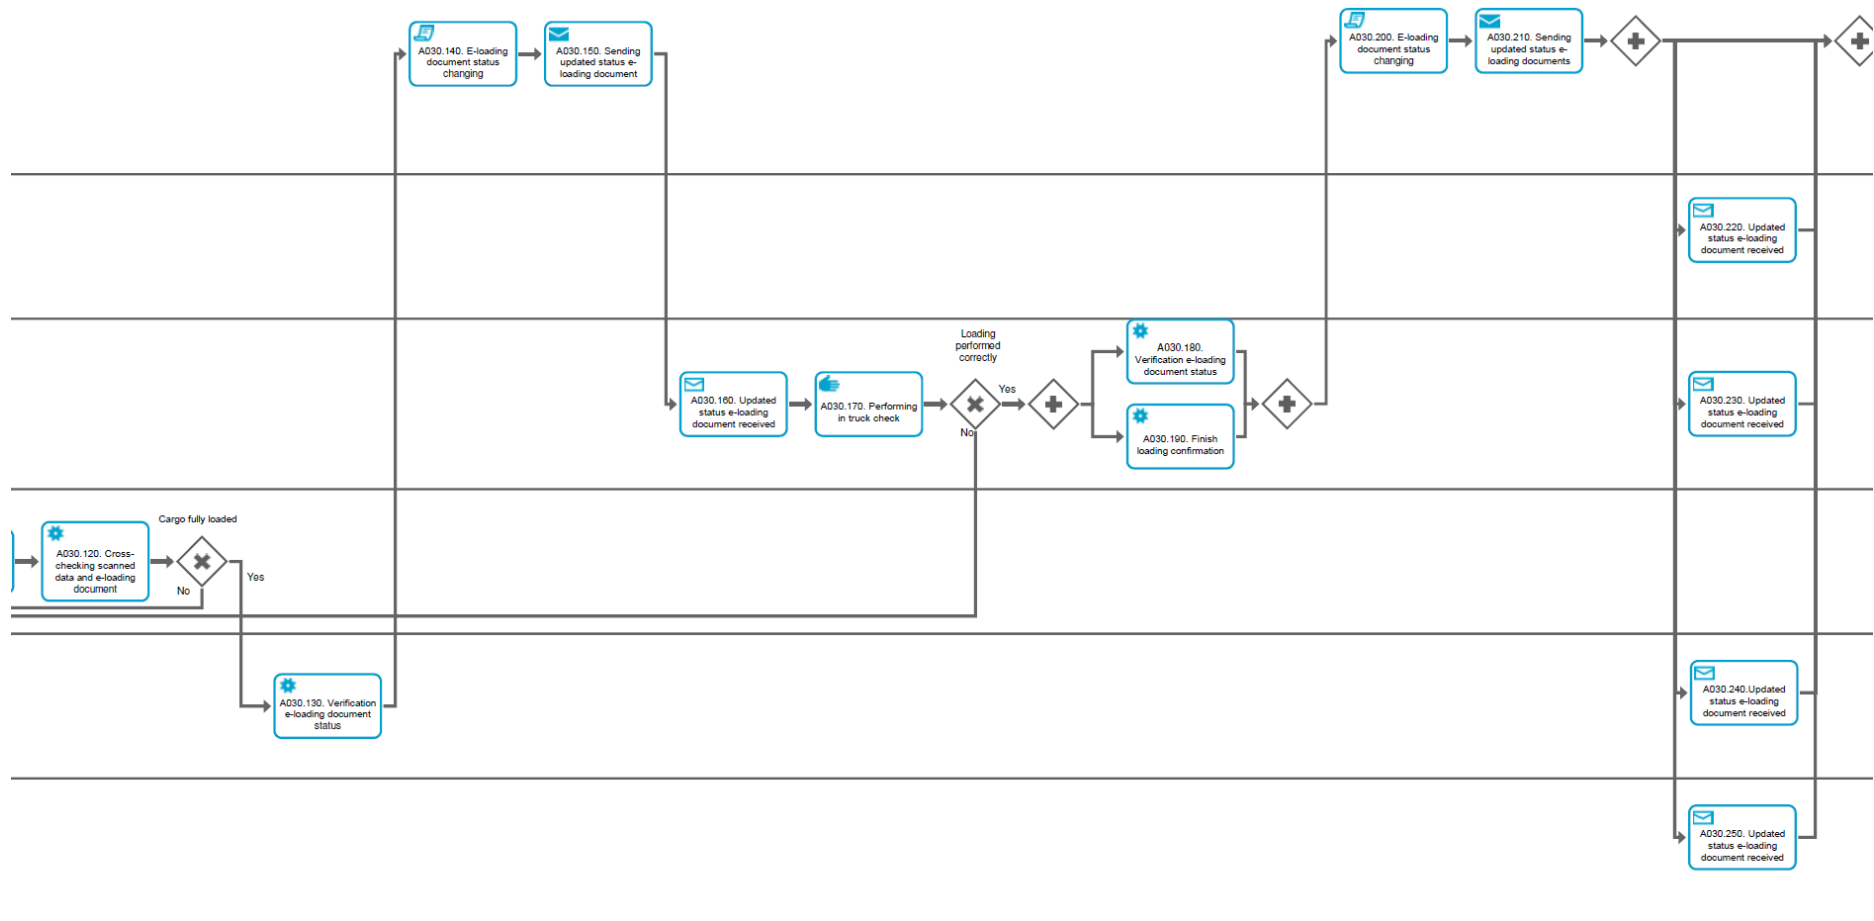 A030.140. E-loading
document status
changing
A030.150. Sending
updated status e-
loading document
A030.200. E-loading
document status
changing
A030.210. Sending
updated status e-
loading documents
A030.220. Updated
status e-loading
document received
Loading
performed
correctly
A030.160. Updated
status e-loading
document received
A030.170. Performing
in truck check
Yes
No
A030.180.
Verification e-loading
document status
A030.190. Finish
loading confirmation
A030.230. Updated
status e-loading
document received
A030.120. Cross-
checking scanned
data and e-loading
document
Cargo fully loaded
No
Yes
A030.130. Verification
e-loading document
status
A030.240.Updated
status e-loading
document received
A030.250. Updated
status e-loading
document received